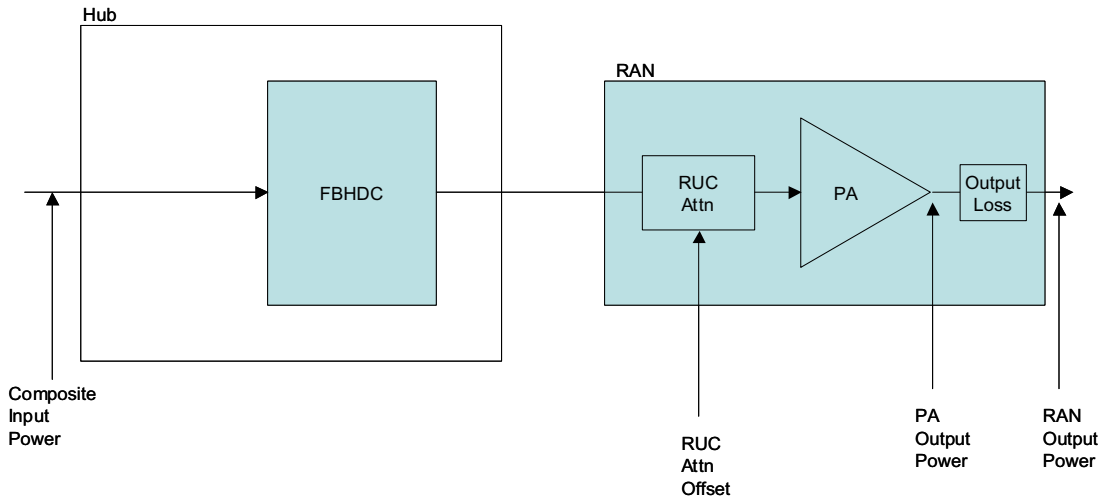 Hub
RAN
FBHDC
RUC
Attn
PA
Output
Loss
Composite
Input
Power
RUC
Attn
Offset
PA
Output
Power
RAN
Output
Power